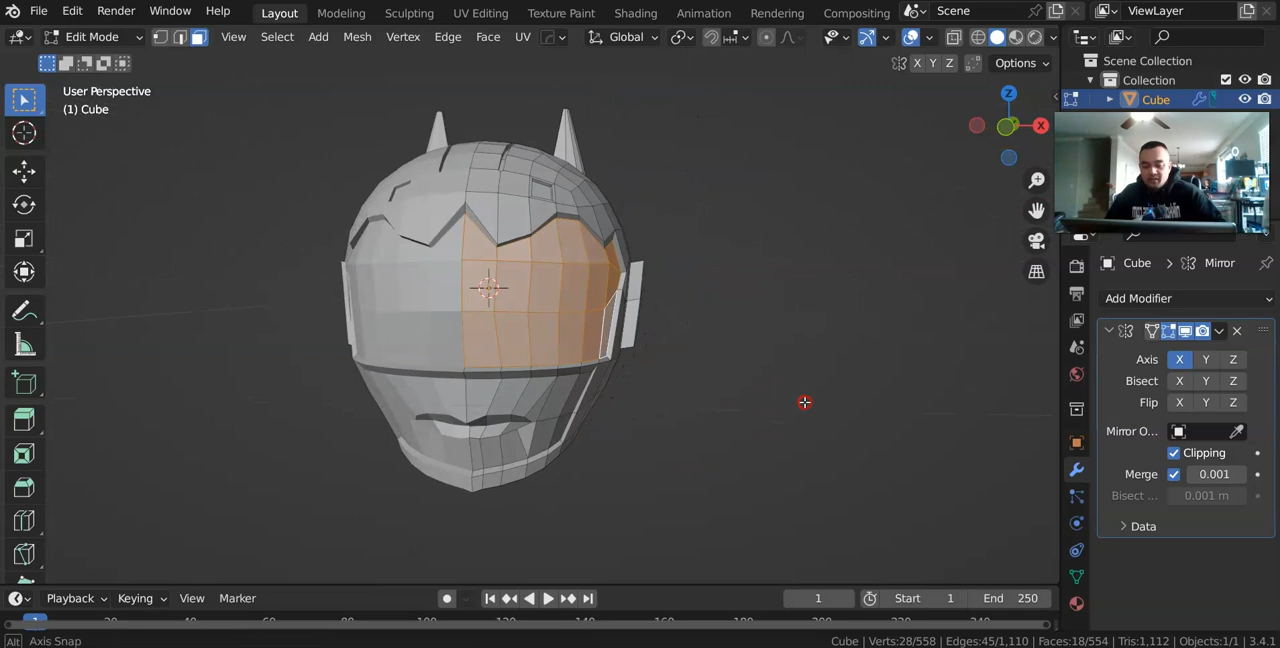 File Edit Render Window Help Layout Modeling Sculpting UV Editing Texture Paint Shading Animation Rendering Compositing Scene ViewLayer
Edit Mode View Select Add Mesh Vertex Edge Face UV Global
X Y Z Options
Scene Collection
Collection
Cube
User Perspective
(1) Cube
Z
X
Cube Mirror
Add Modifier
Axis X Y Z
Bisect X Y Z
Flip X Y Z
Mirror O...
Clipping
Merge 0.001
Bisect ... 0.001 m
Data
Playback Keying View Marker 1 Start 1 End 250
Alt Axis Snap Cube | Verts:28/558 | Edges:45/1,110 | Faces:18/554 | Tris:1,112 | Objects:1/1 | 3.4.1